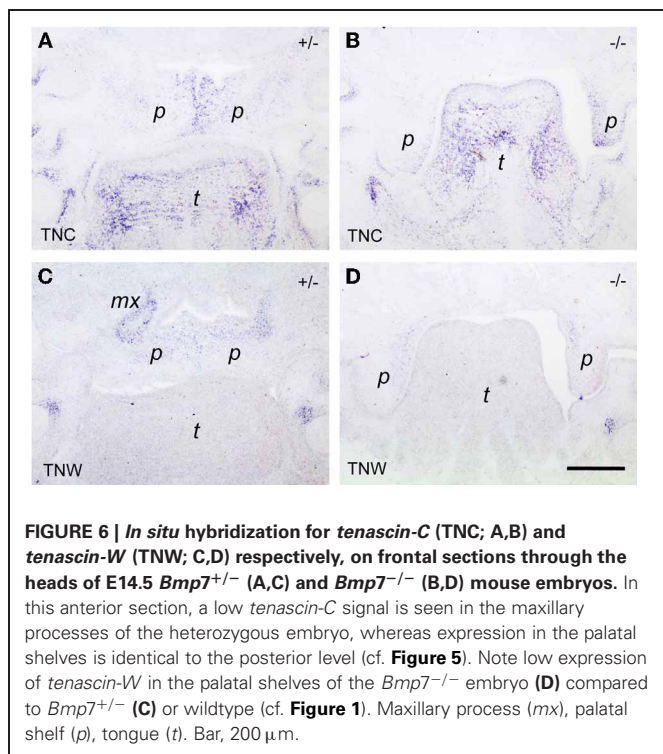 A
+/-
p
p
t
TNC
B
-/-
p
p
t
TNC
C
+/-
mx
p
p
t
TNW
D
-/-
p
p
t
TNW
FIGURE 6 | In situ hybridization for tenascin-C (TNC; A,B) and
tenascin-W (TNW; C,D) respectively, on frontal sections through the
heads of E14.5 Bmp7+/− (A,C) and Bmp7−/− (B,D) mouse embryos. In
this anterior section, a low tenascin-C signal is seen in the maxillary
processes of the heterozygous embryo, whereas expression in the palatal
shelves is identical to the posterior level (cf. Figure 5). Note low expression
of tenascin-W in the palatal shelves of the Bmp7−/− embryo (D) compared
to Bmp7+/− (C) or wildtype (cf. Figure 1). Maxillary process (mx), palatal
shelf (p), tongue (t). Bar, 200 μm.